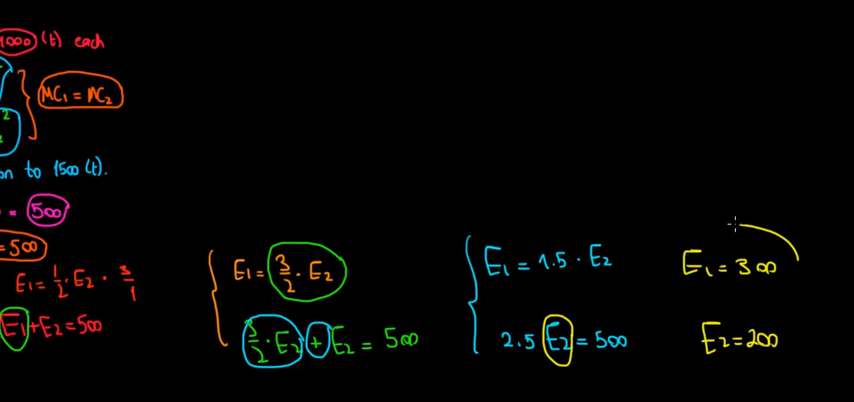 1000 (t) each
MC₁ = MC₂
2
on to 1500 (t).
= 500
= 500
E₁ = 1/2 · E₂ · 3/1
E₁ + E₂ = 500
E₁ = 3/2 · E₂
3/2 · E₂ + E₂ = 500
E₁ = 1.5 · E₂
2.5 E₂ = 500
E₁ = 300
E₂ = 200